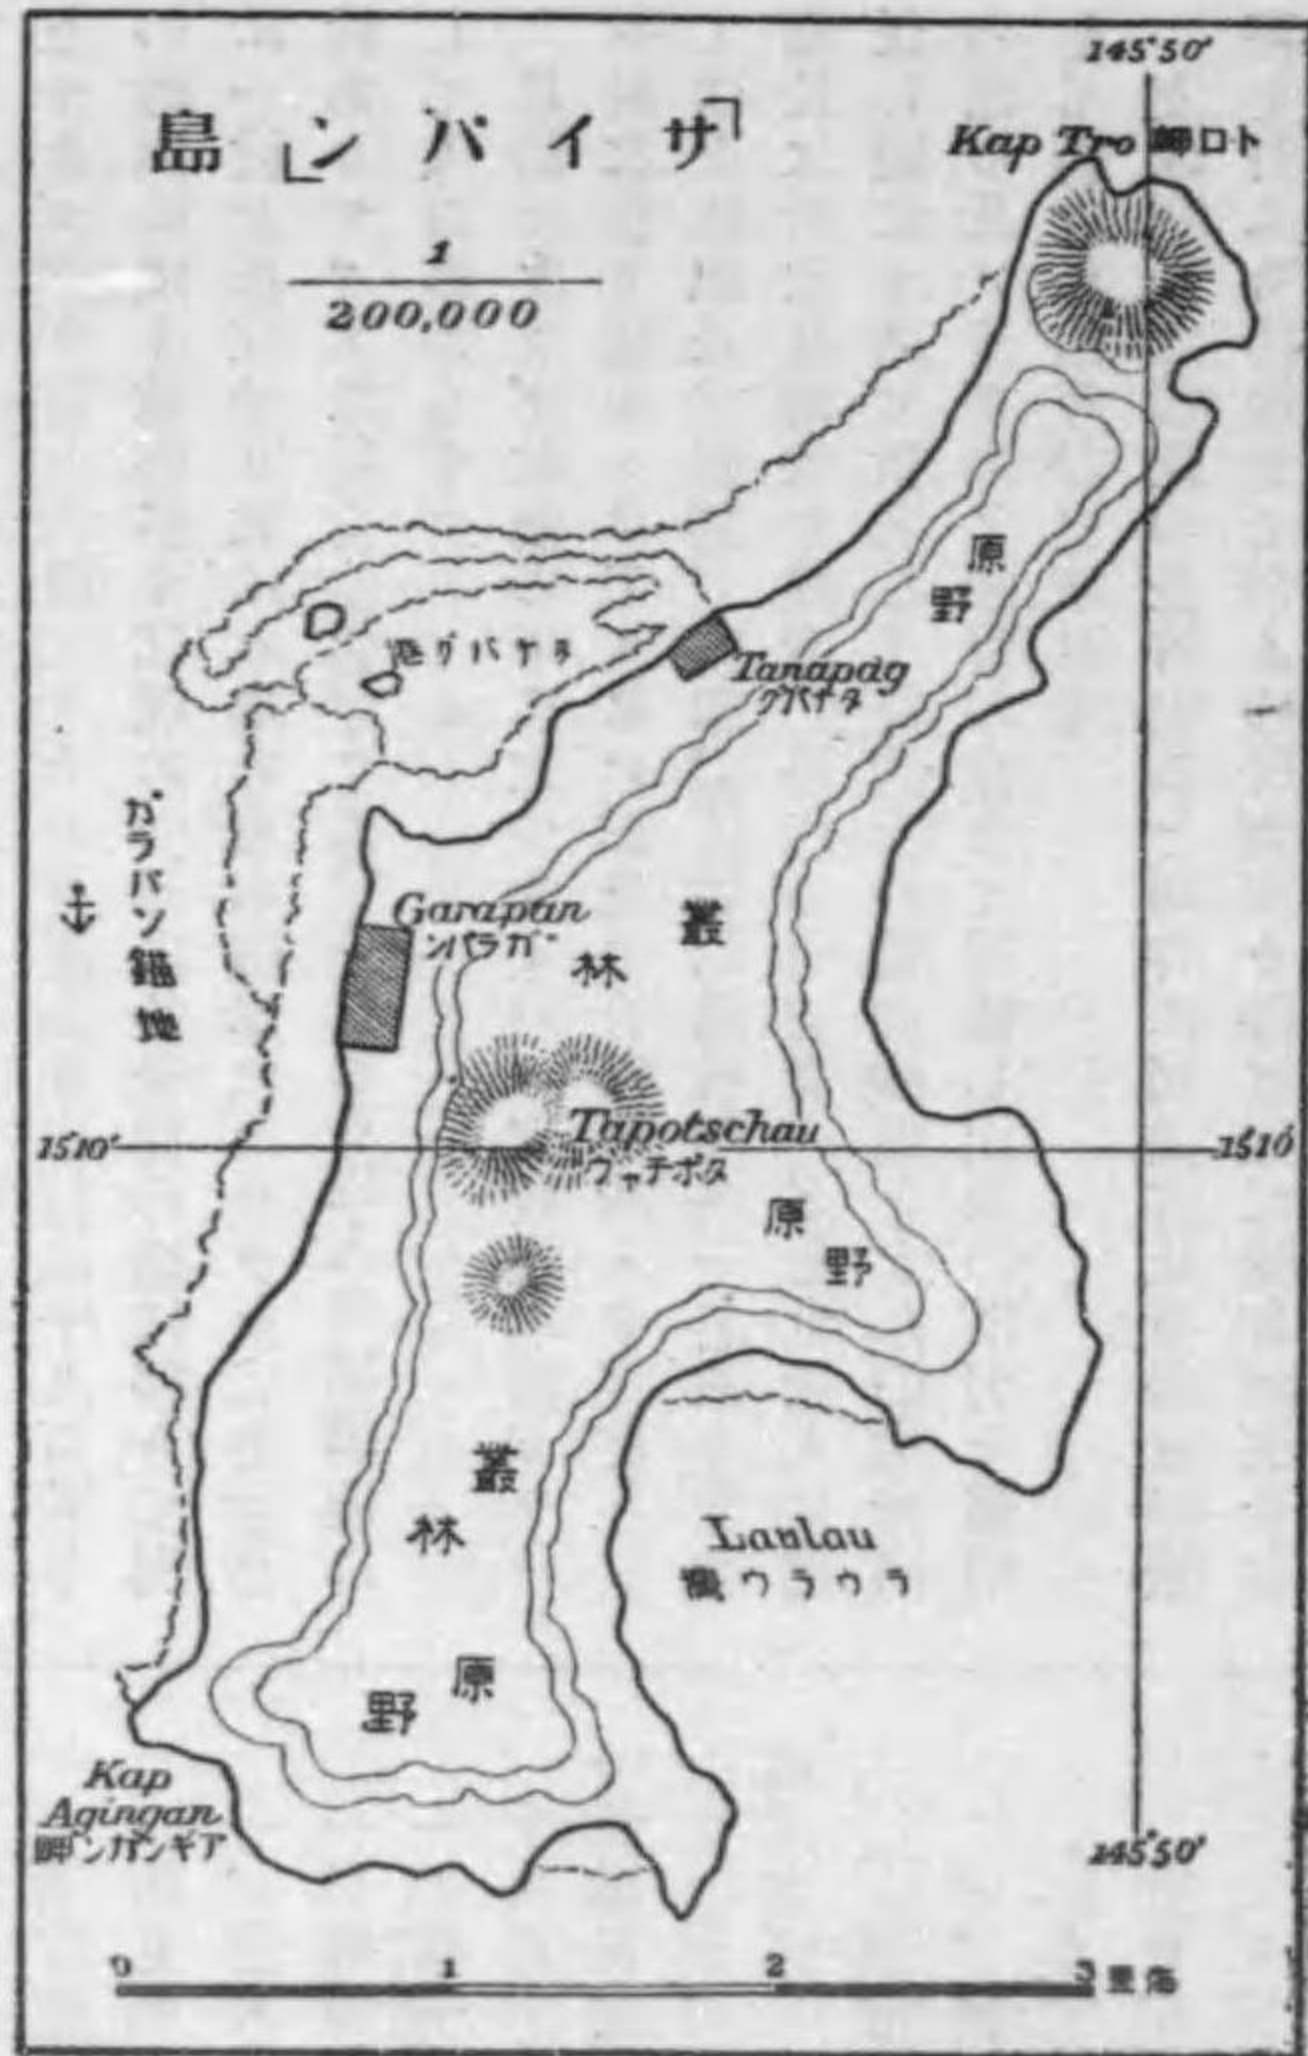 145°50'
「サイパン」島
Kap Tro トロ岬
1
200,000
原野
タナパグ港
Tanapag
タナパグ
ガラパン錨地
Garapan
ガラパン
叢林
15°10'
Tapotschau
タポチャウ
15°10'
原野
叢林
Laulau
ラウラウ灣
原野
Kap
Agingan
アギンガン岬
145°50'
0 1 2 3 海里